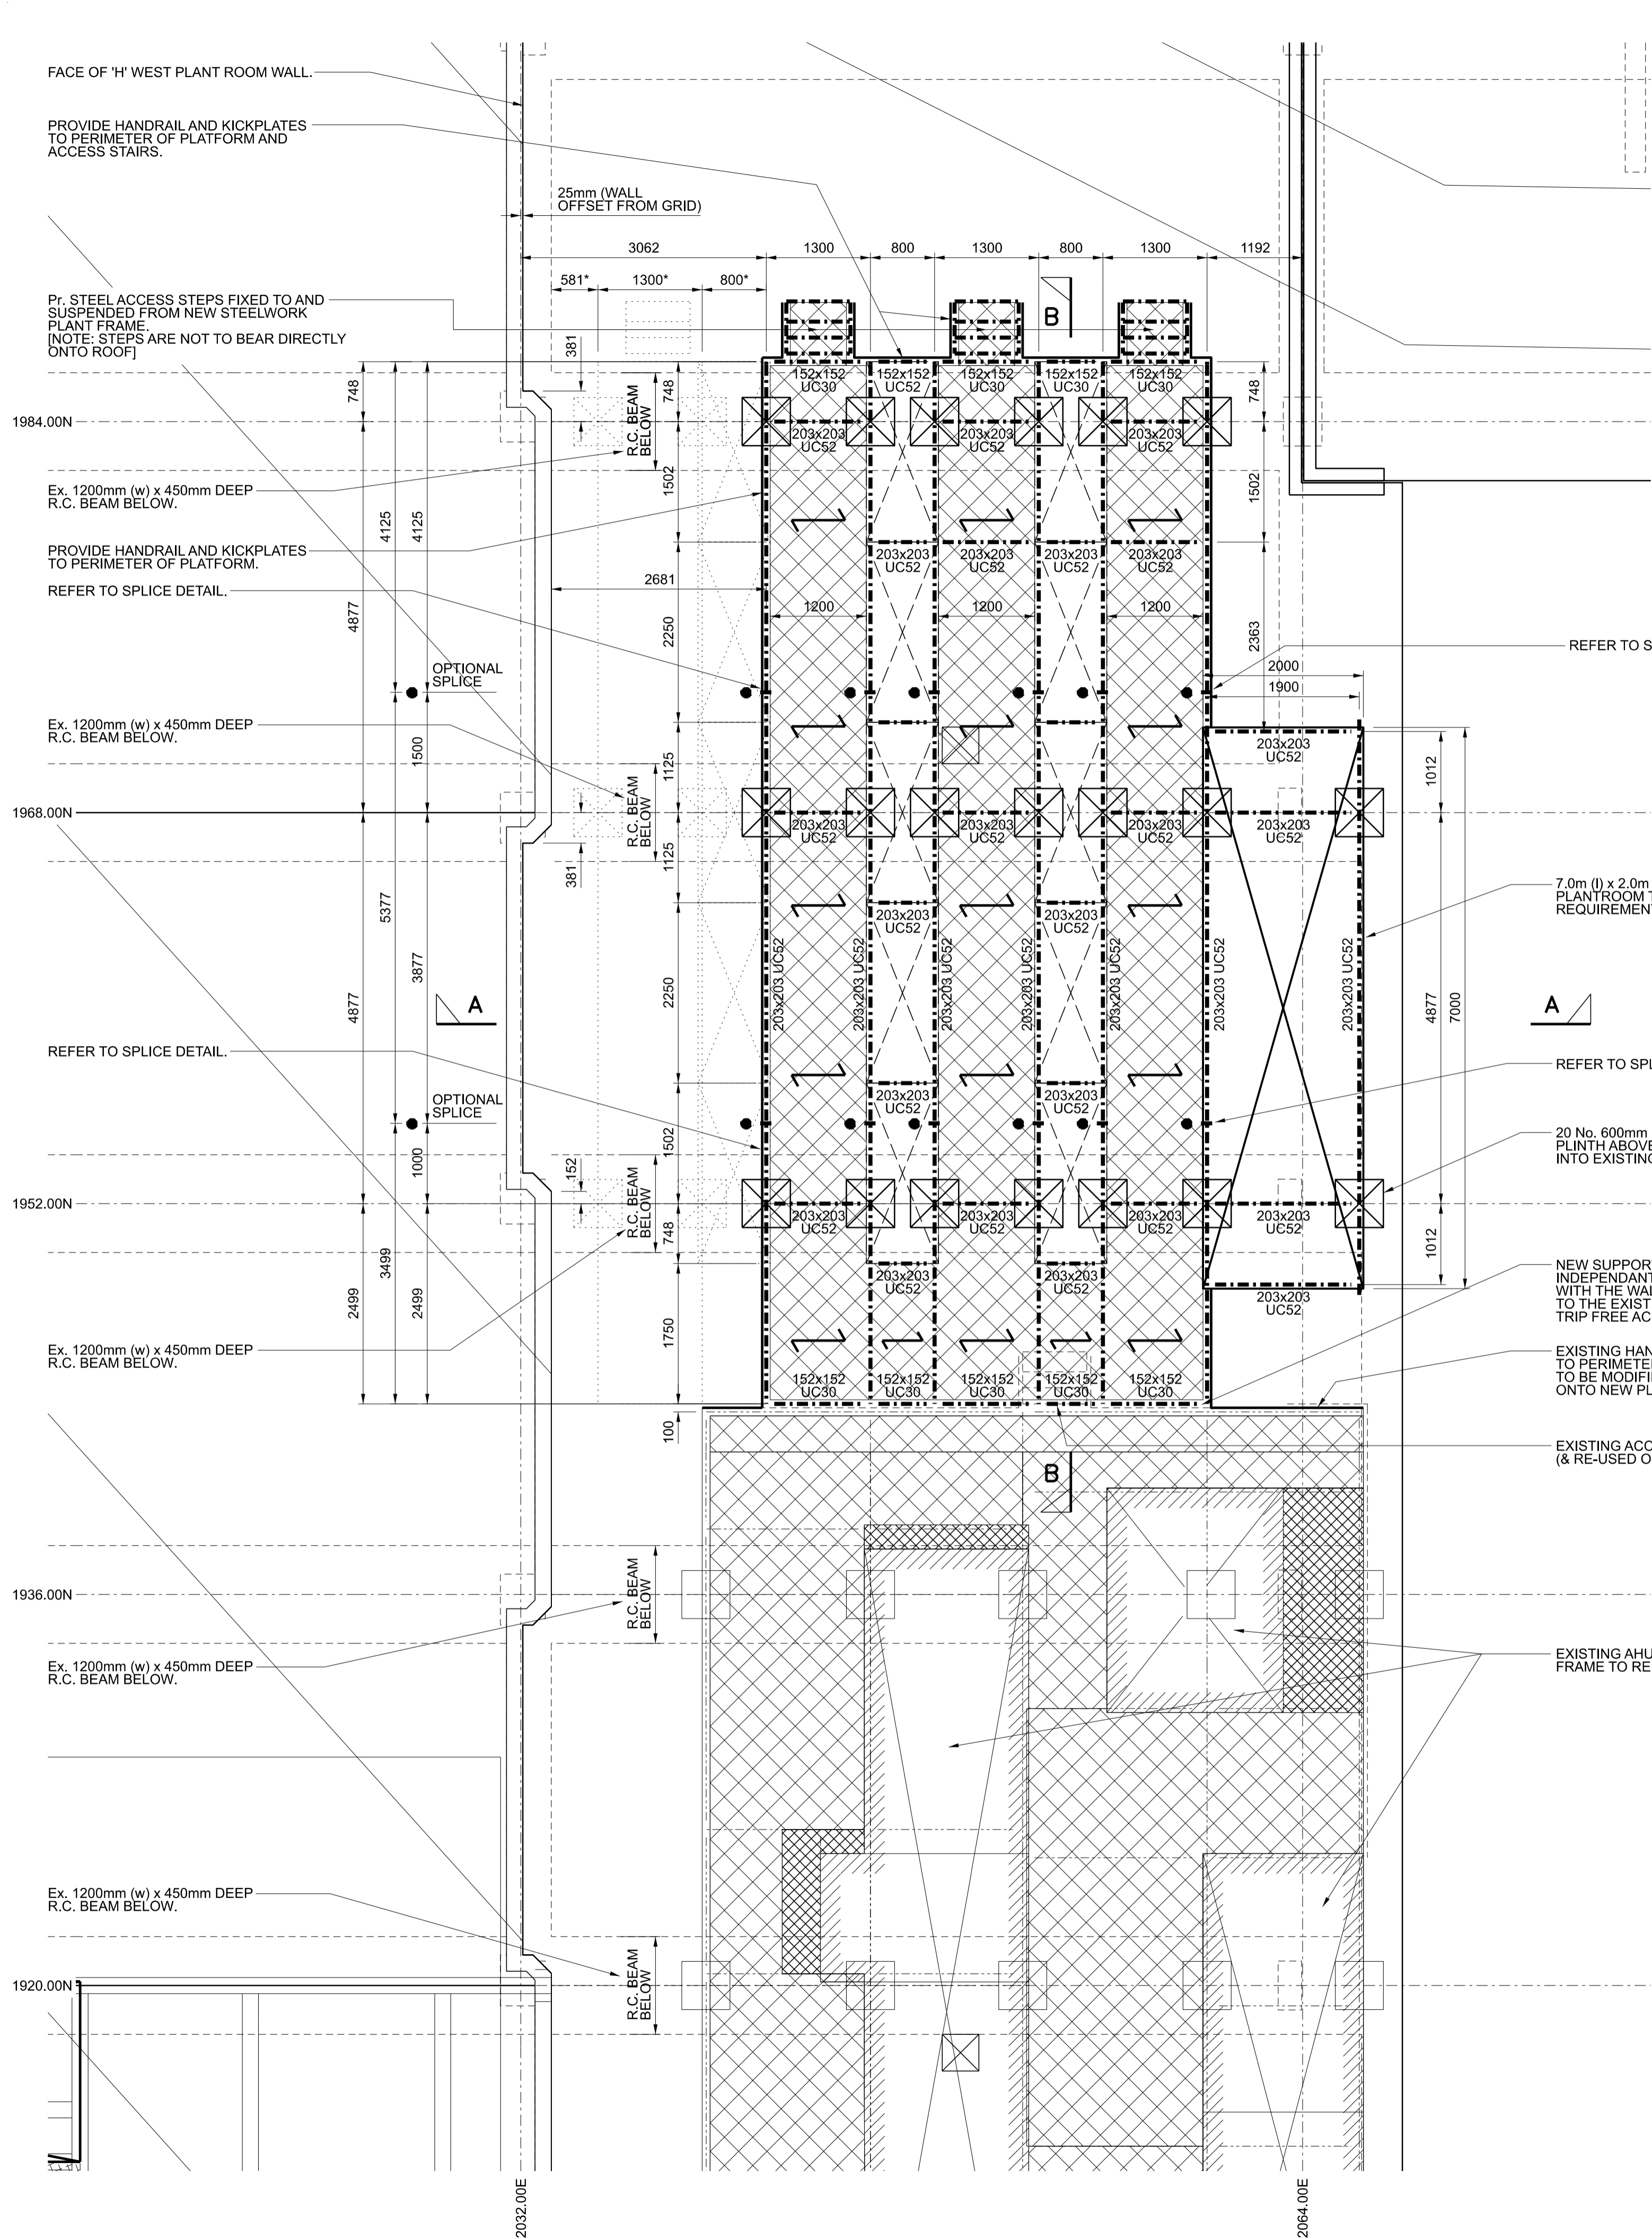 FACE OF 'H' WEST PLANT ROOM WALL.
PROVIDE HANDRAIL AND KICKPLATES
TO PERIMETER OF PLATFORM AND
ACCESS STAIRS.
25mm (WALL
OFFSET FROM GRID)
3062
1300
800
1300
800
1300
1192
581*
1300*
800*
B
Pr. STEEL ACCESS STEPS FIXED TO AND
SUSPENDED FROM NEW STEELWORK
PLANT FRAME.
[NOTE: STEPS ARE NOT TO BEAR DIRECTLY
ONTO ROOF]
381
748
748
748
152x152
UC30
152x152
UC52
152x152
UC30
152x152
UC30
152x152
UC30
R.C. BEAM
BELOW
1984.00N
203x203
UC52
203x203
UC52
203x203
UC52
Ex. 1200mm (w) x 450mm DEEP
R.C. BEAM BELOW.
1502
1502
4125
4125
PROVIDE HANDRAIL AND KICKPLATES
TO PERIMETER OF PLATFORM.
203x203
UC52
203x203
UC52
203x203
UC52
203x203
UC52
REFER TO SPLICE DETAIL.
2681
4877
2250
1200
1200
1200
2363
REFER TO S
2000
1900
OPTIONAL
SPLICE
Ex. 1200mm (w) x 450mm DEEP
R.C. BEAM BELOW.
1500
1125
203x203
UC52
1012
R.C. BEAM
BELOW
1968.00N
203x203
UC52
203x203
UC52
203x203
UC52
203x203
UC52
381
1125
7.0m (l) x 2.0m
PLANTROOM T
REQUIREMEN
5377
203x203
UC52
203x203
UC52
3877
4877
2250
203x203 UC52
203x203 UC52
203x203 UC52
203x203 UC52
203x203 UC52
203x203 UC52
203x203 UC52
4877
7000
A
A
REFER TO SPLICE DETAIL.
REFER TO SPL
OPTIONAL
SPLICE
203x203
UC52
203x203
UC52
1000
152
1502
20 No. 600mm
PLINTH ABOVE
INTO EXISTING
R.C. BEAM
BELOW
1952.00N
203x203
UC52
203x203
UC52
203x203
UC52
203x203
UC52
748
1012
3499
2499
2499
203x203
UC52
203x203
UC52
203x203
UC52
NEW SUPPOR
INDEPENDANT
WITH THE WAL
TO THE EXIST
TRIP FREE AC
1750
Ex. 1200mm (w) x 450mm DEEP
R.C. BEAM BELOW.
EXISTING HAN
TO PERIMETE
TO BE MODIFI
ONTO NEW PL
152x152
UC30
152x152
UC30
152x152
UC30
152x152
UC30
152x152
UC30
100
EXISTING ACC
(& RE-USED O
B
R.C. BEAM
BELOW
1936.00N
Ex. 1200mm (w) x 450mm DEEP
R.C. BEAM BELOW.
EXISTING AHU
FRAME TO RE
Ex. 1200mm (w) x 450mm DEEP
R.C. BEAM BELOW.
R.C. BEAM
BELOW
1920.00N
2032.00E
2064.00E